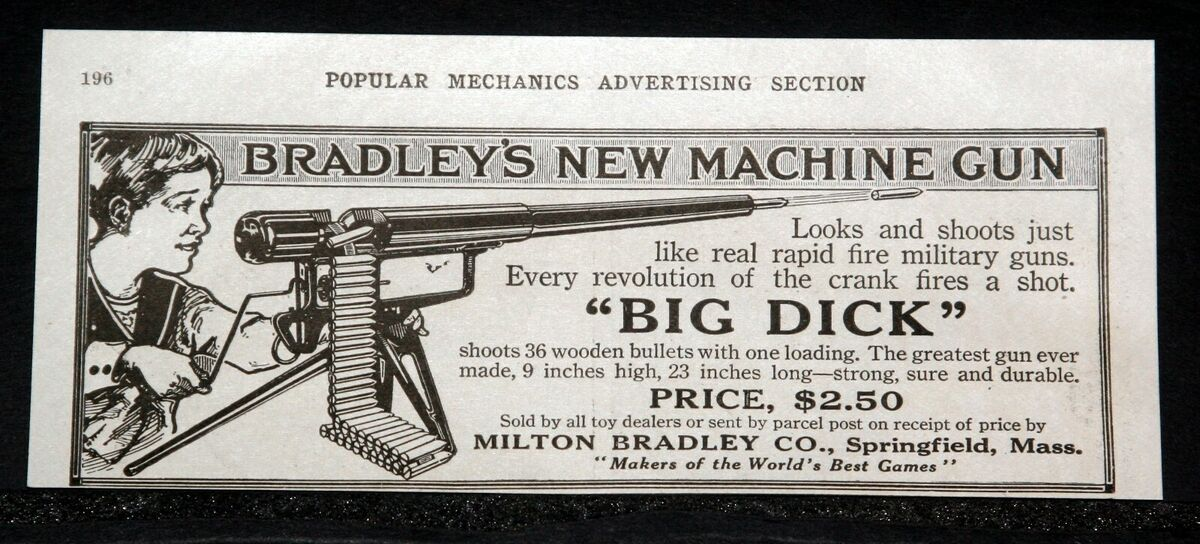 196
POPULAR MECHANICS ADVERTISING SECTION
BRADLEY'S NEW MACHINE GUN
Looks and shoots just
like real rapid fire military guns.
Every revolution of the crank fires a shot.
“BIG DICK”
shoots 36 wooden bullets with one loading. The greatest gun ever
made, 9 inches high, 23 inches long—strong, sure and durable.
PRICE, $2.50
Sold by all toy dealers or sent by parcel post on receipt of price by
MILTON BRADLEY CO., Springfield, Mass.
"Makers of the World's Best Games"